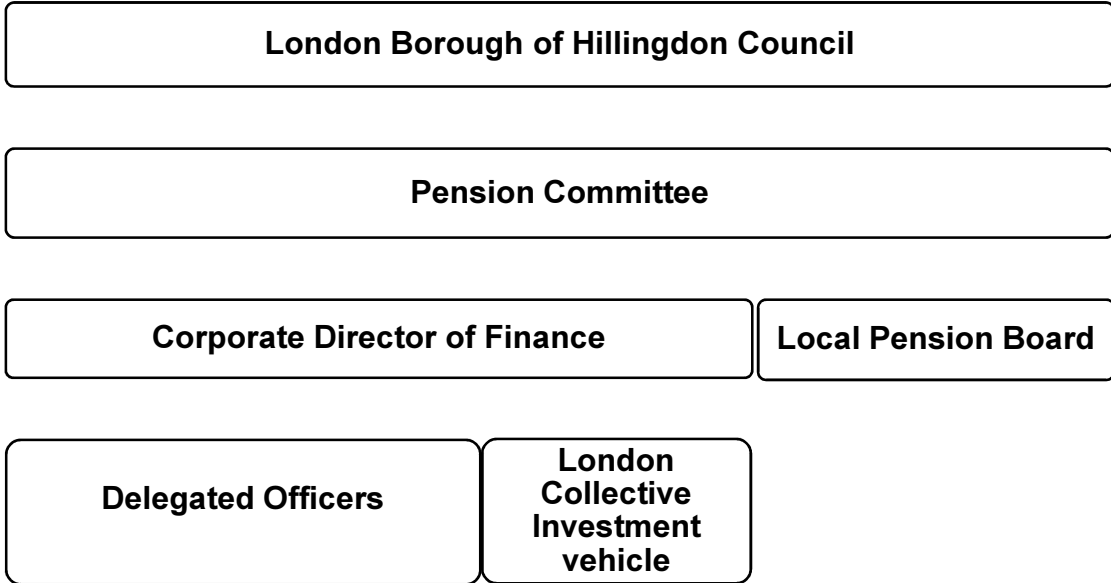 London Borough of Hillingdon Council
Pension Committee
Corporate Director of Finance
Local Pension Board
Delegated Officers
London
Collective
Investment
vehicle